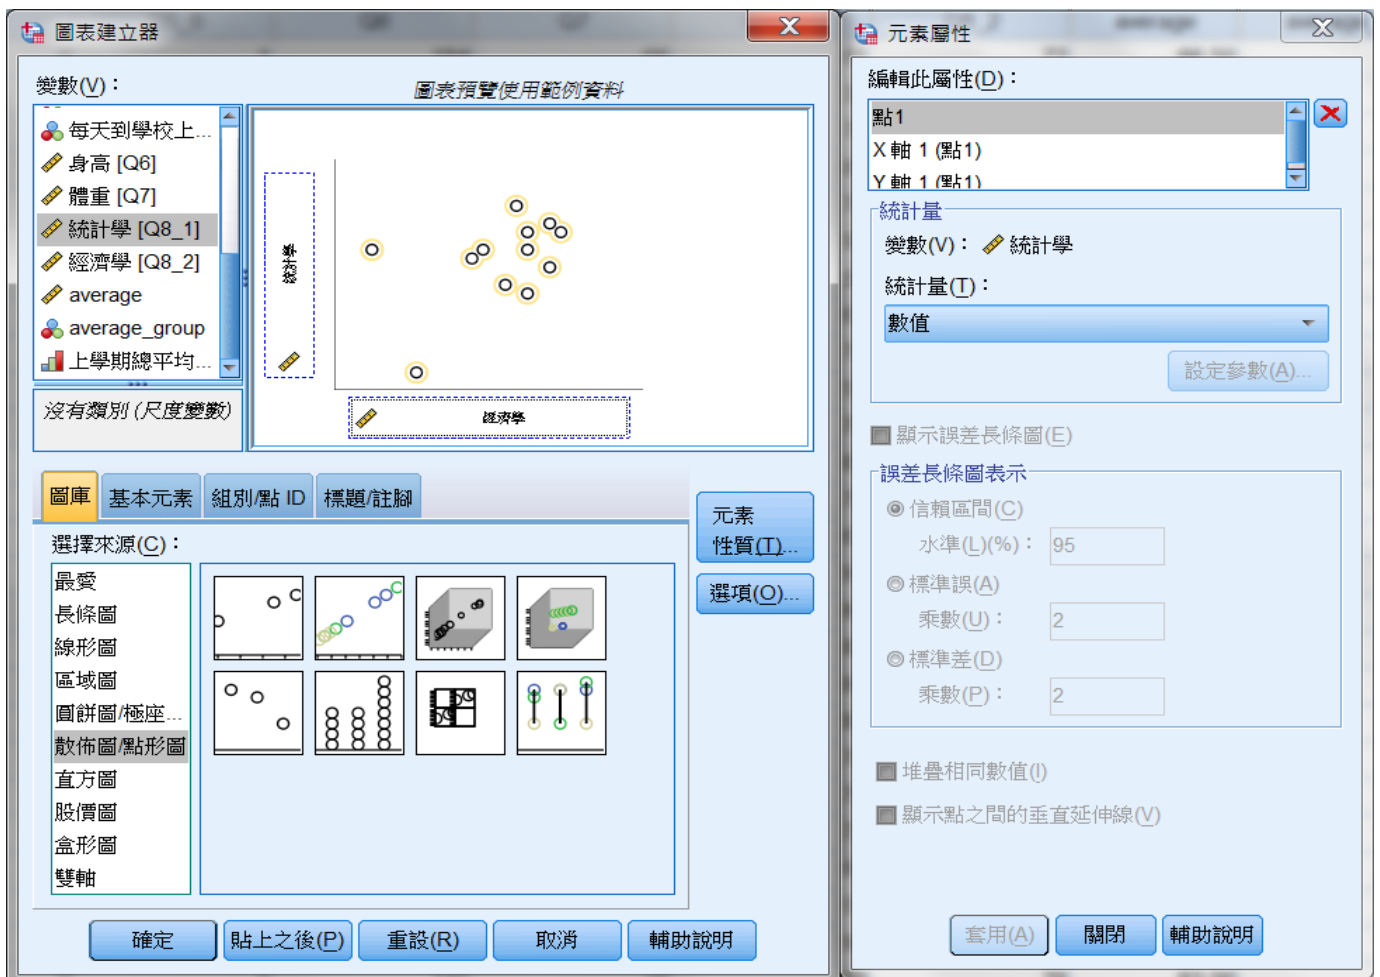 圖表建立器
變數(V)：
每天到學校上...
身高 [Q6]
體重 [Q7]
統計學 [Q8_1]
經濟學 [Q8_2]
average
average_group
上學期總平均...
沒有類別 (尺度變數)
圖表預覽使用範例資料
統計學
經濟學
圖庫
基本元素
組別/點 ID
標題/註腳
選擇來源(C)：
最愛
長條圖
線形圖
區域圖
圓餅圖/極座...
散佈圖/點形圖
直方圖
股價圖
盒形圖
雙軸
元素
性質(T)...
選項(O)...
確定
貼上之後(P)
重設(R)
取消
輔助說明
元素屬性
編輯此屬性(D)：
點1
X 軸 1 (點1)
Y 軸 1 (點1)
統計量
變數(V)： 統計學
統計量(T)：
數值
設定參數(A)...
顯示誤差長條圖(E)
誤差長條圖表示
信賴區間(C)
水準(L)(%)： 95
標準誤(A)
乘數(U)： 2
標準差(D)
乘數(P)： 2
堆疊相同數值(I)
顯示點之間的垂直延伸線(V)
套用(A)
關閉
輔助說明